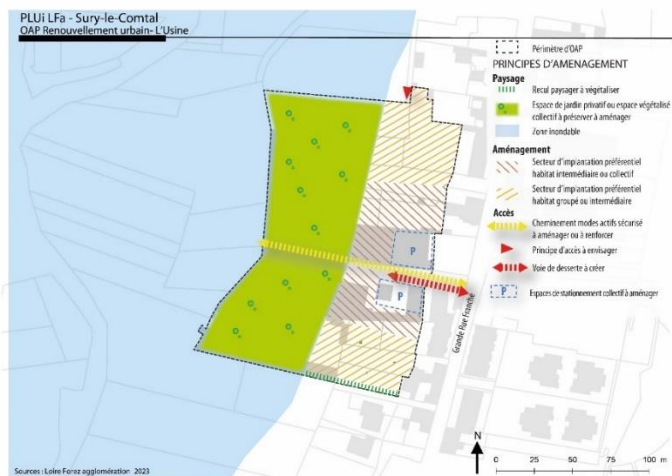 PLUi LFa - Sury-le-Comtal
OAP Renouvellement urbain- L'Usine
Périmètre d'OAP
PRINCIPES D'AMENAGEMENT
Paysage
Recul paysager à végétaliser
Espace de jardin privatif ou espace végétalisé
collectif à préserver à aménager
Zone inondable
Aménagement
Secteur d'implantation préférentiel
habitat intermédiaire ou collectif
Secteur d'implantation préférentiel
habitat groupé ou intermédiaire
Accès
Cheminement modes actifs sécurisé
à aménager ou à renforcer
Principe d'accès à envisager
Voie de desserte à créer
P
Espaces de stationnement collectif à aménager
P
P
Grande Rue Franche
N
0 25 50 75 100 m
Sources : Loire Forez agglomération 2023